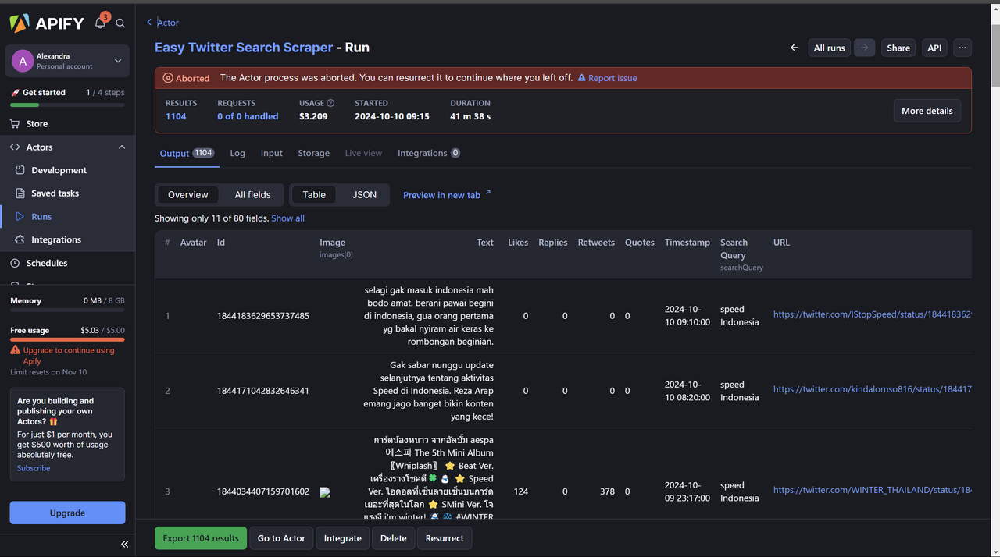 APIFY
3
A
Alexandra
Personal account
🚀 Get started
1 / 4 steps
Store
Actors
Development
Saved tasks
Runs
Integrations
Schedules
Memory
0 MB / 8 GB
Free usage
$5.03 / $5.00
Upgrade to continue using
Apify
Limit resets on Nov 10
Are you building and
publishing your own
Actors? 🎁
For just $1 per month, you
get $500 worth of usage
absolutely free.
Subscribe
Upgrade
Actor
Easy Twitter Search Scraper - Run
All runs
Share
API
Aborted
The Actor process was aborted. You can resurrect it to continue where you left off.
Report issue
RESULTS
1104
REQUESTS
0 of 0 handled
USAGE
$3.209
STARTED
2024-10-10 09:15
DURATION
41 m 38 s
More details
Output 1104
Log
Input
Storage
Live view
Integrations 0
Overview
All fields
Table
JSON
Preview in new tab
Showing only 11 of 80 fields. Show all
#
Avatar
Id
Image
images[0]
Text
Likes
Replies
Retweets
Quotes
Timestamp
Search
Query
searchQuery
URL
1
1844183629653737485
selagi gak masuk indonesia mah
bodo amat. berani pawai begini
di indonesia, gua orang pertama
yg bakal nyiram air keras ke
rombongan beginian.
0
0
0
0
2024-10-
10 09:10:00
speed
Indonesia
https://twitter.com/IStopSpeed/status/184418362
2
1844171042832646341
Gak sabar nunggu update
selanjutnya tentang aktivitas
Speed di Indonesia. Reza Arap
emang jago banget bikin konten
yang kece!
0
0
0
0
2024-10-
10 08:20:00
speed
Indonesia
https://twitter.com/kindalornso816/status/184417
3
1844034407159701602
การ์ดน้องหนาว จากอัลบั้ม aespa
에스파 The 5th Mini Album
〖Whiplash〗 ⭐ Beat Ver.
เครื่องรางโชคดี🍀⛄ ⭐ Speed
Ver. ไอดอลที่เซ็นลายเซ็นบนการ์ด
เยอะที่สุดในโลก ⭐ SMini Ver. โจ
แรงงี i'm winter! ⛄ ❄ #WINTER
124
0
378
0
2024-10-
09 23:17:00
speed
Indonesia
https://twitter.com/WINTER_THAILAND/status/184
Export 1104 results
Go to Actor
Integrate
Delete
Resurrect